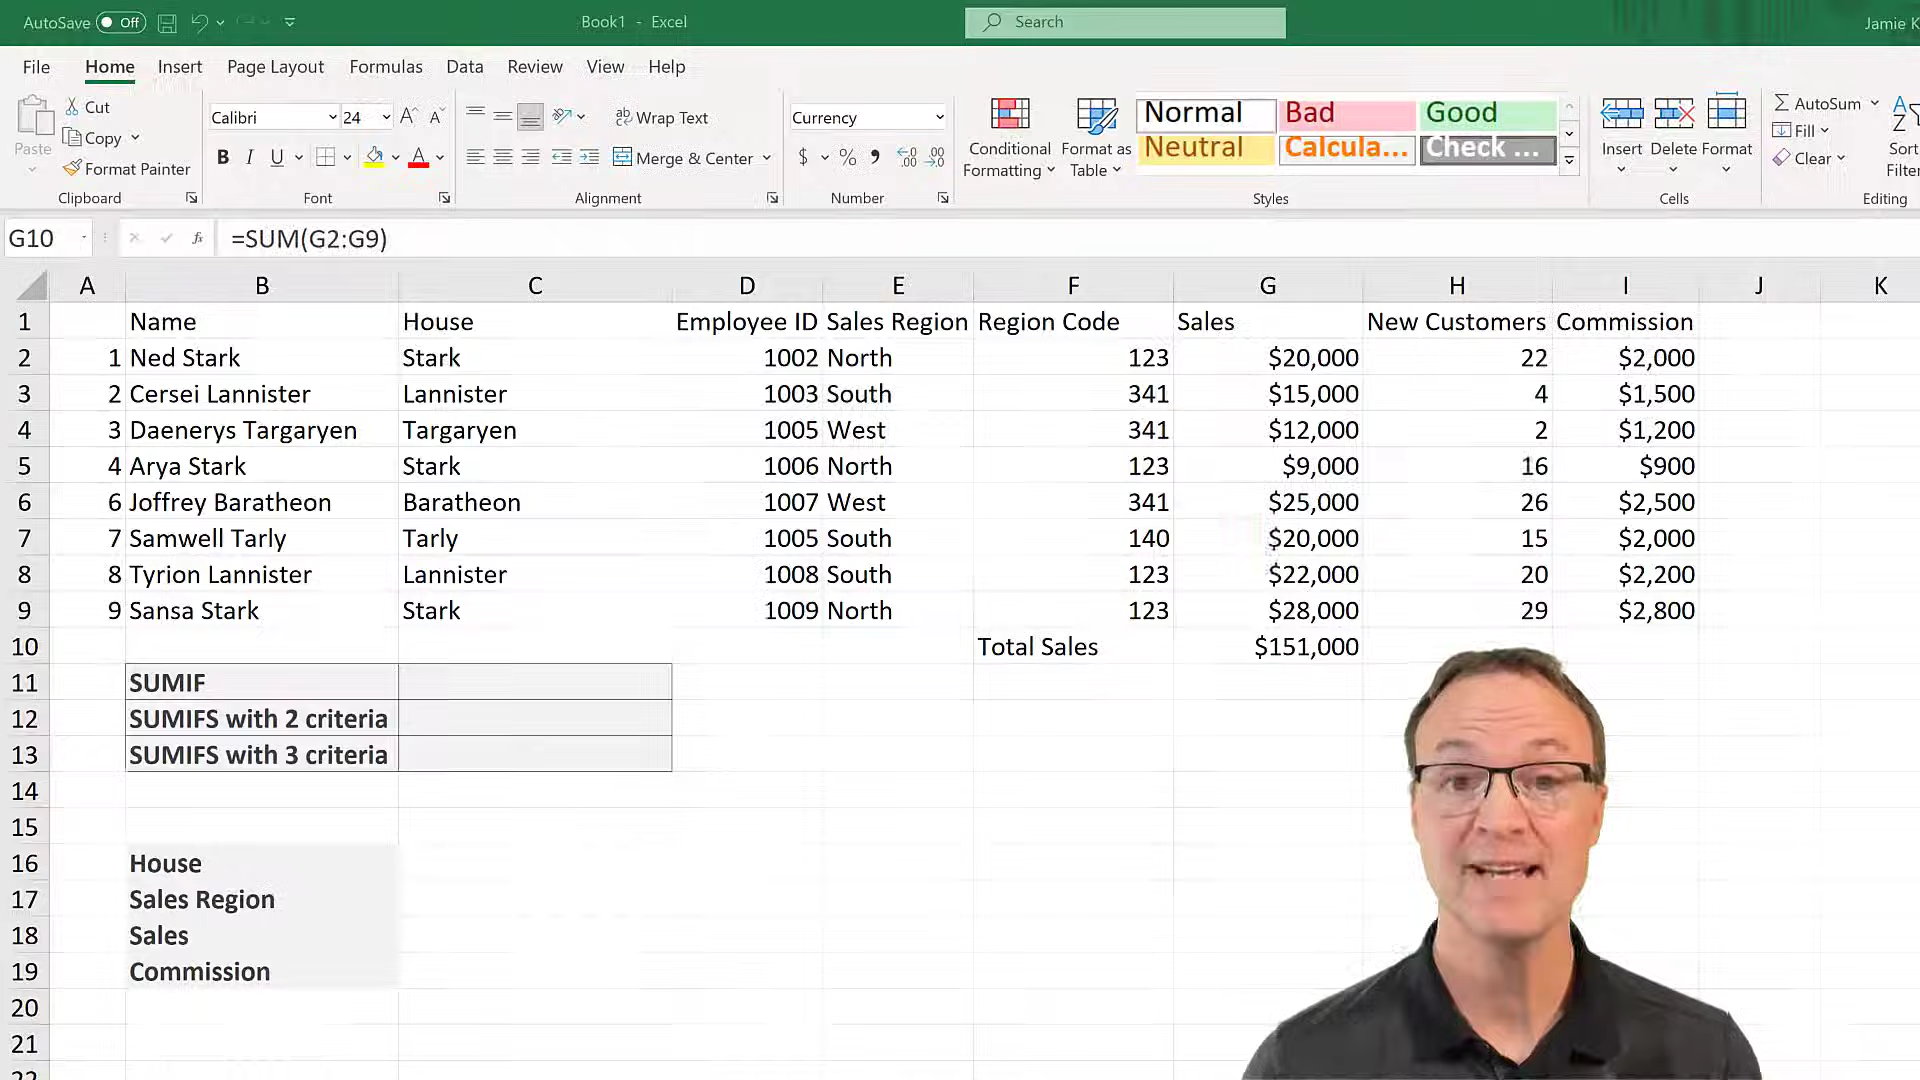 AutoSave Off Book1 - Excel Search Jamie K
File Home Insert Page Layout Formulas Data Review View Help
Paste Cut Copy Format Painter
Clipboard
Calibri 24
B I U A
Font
Wrap Text
Merge & Center
Alignment
Currency
$ %
Number
Conditional Formatting
Format as Table
Normal Bad Good
Neutral Calcula... Check ...
Styles
Insert Delete Format
Cells
AutoSum
Fill
Clear
Sort
Filter
Editing
G10 fx =SUM(G2:G9)
A B C D E F G H I J K
1 Name House Employee ID Sales Region Region Code Sales New Customers Commission
2 1 Ned Stark Stark 1002 North 123 $20,000 22 $2,000
3 2 Cersei Lannister Lannister 1003 South 341 $15,000 4 $1,500
4 3 Daenerys Targaryen Targaryen 1005 West 341 $12,000 2 $1,200
5 4 Arya Stark Stark 1006 North 123 $9,000 16 $900
6 6 Joffrey Baratheon Baratheon 1007 West 341 $25,000 26 $2,500
7 7 Samwell Tarly Tarly 1005 South 140 $20,000 15 $2,000
8 8 Tyrion Lannister Lannister 1008 South 123 $22,000 20 $2,200
9 9 Sansa Stark Stark 1009 North 123 $28,000 29 $2,800
10 Total Sales $151,000
11 SUMIF
12 SUMIFS with 2 criteria
13 SUMIFS with 3 criteria
14
15
16 House
17 Sales Region
18 Sales
19 Commission
20
21
22